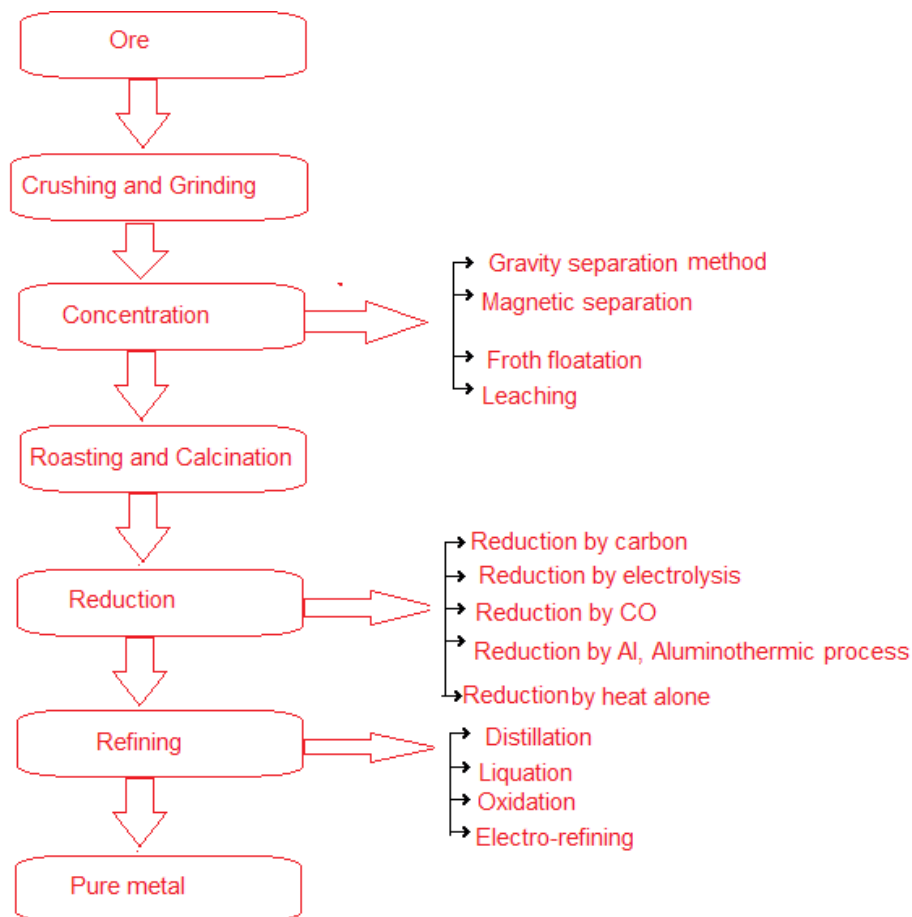 Ore
Crushing and Grinding
Concentration
Gravity separation method
Magnetic separation
Froth floatation
Leaching
Roasting and Calcination
Reduction
Reduction by carbon
Reduction by electrolysis
Reduction by CO
Reduction by Al, Aluminothermic process
Reduction by heat alone
Refining
Distillation
Liquation
Oxidation
Electro-refining
Pure metal